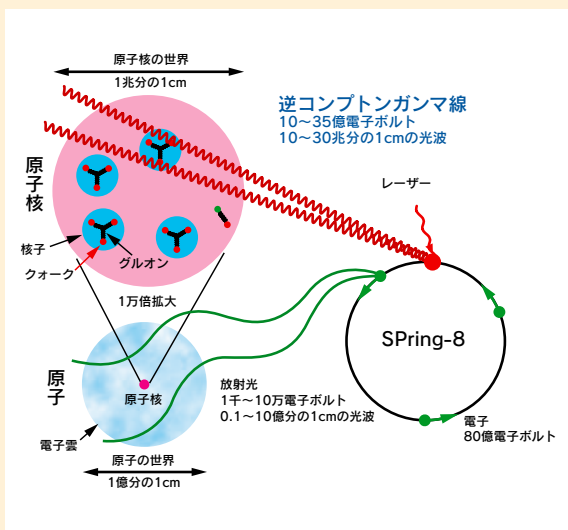 原子核の世界
1兆分の1cm
逆コンプトンガンマ線
10〜35億電子ボルト
10〜30兆分の1cmの光波
原子核
レーザー
核子
クォーク
グルオン
1万倍拡大
SPring-8
原子
原子核
放射光
1千〜10万電子ボルト
0.1〜10億分の1cmの光波
電子
80億電子ボルト
電子雲
原子の世界
1億分の1cm